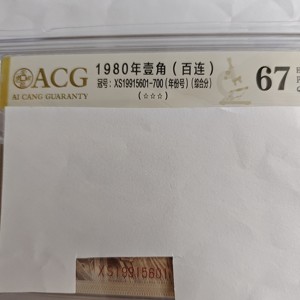 ACG
AI CANG GUARANTY
1980年壹角（百连）
冠号：XS19915601-700（年份号）（综合分）
（☆☆☆）
67
XS19915601